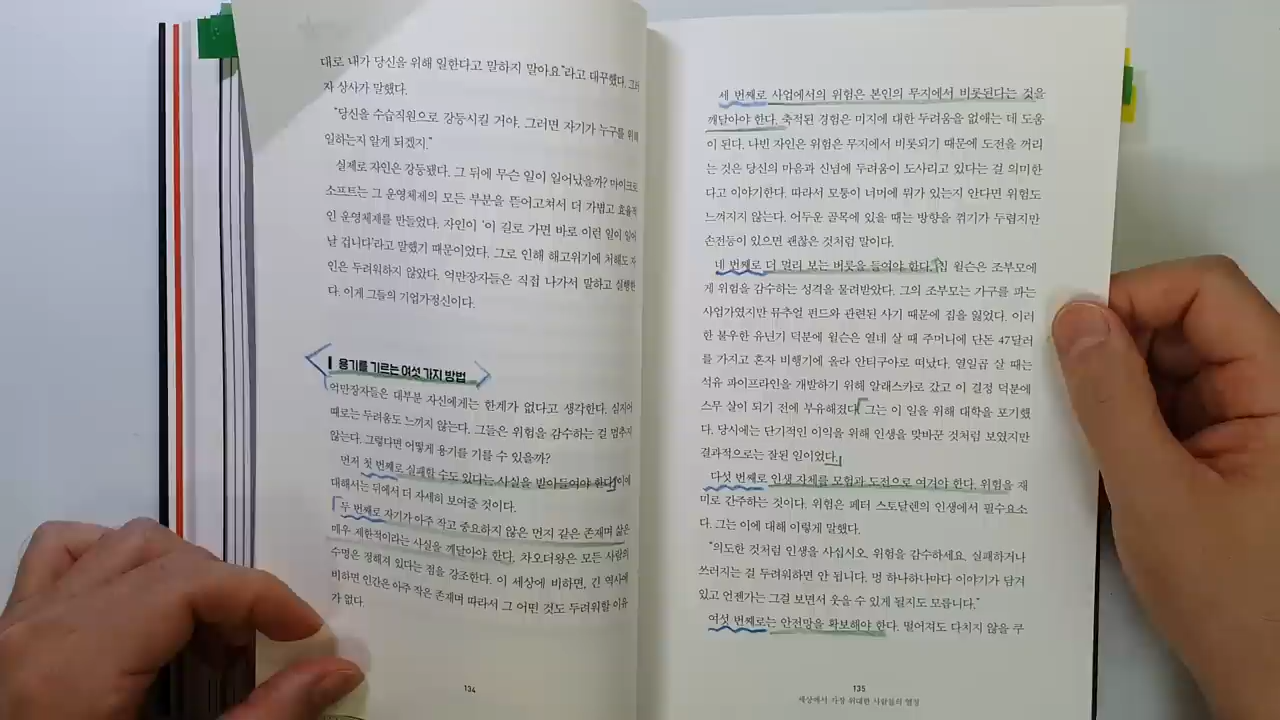 대로 내가 당신을 위해 일한다고 말하지 말아요”라고 대꾸했다. 그러
자 상사가 말했다.
“당신을 수습직원으로 강등시킬 거야. 그러면 자기가 누구를 위해
일하는지 알게 되겠지.”
실제로 자인은 강등됐다. 그 뒤에 무슨 일이 일어났을까? 마이크로
소프트는 그 운영체제의 모든 부분을 뜯어고쳐서 더 가볍고 효율적
인 운영체제를 만들었다. 자인이 ‘이 길로 가면 바로 이런 일이 일어
날 겁니다’라고 말했기 때문이었다. 그로 인해 해고위기에 처해도 자
인은 두려워하지 않았다. 억만장자들은 직접 나가서 말하고 실행한
다. 이게 그들의 기업가정신이다.
용기를 기르는 여섯 가지 방법
억만장자들은 대부분 자신에게는 한계가 없다고 생각한다. 심지어
때로는 두려움도 느끼지 않는다. 그들은 위험을 감수하는 걸 멈추지
않는다. 그렇다면 어떻게 용기를 기를 수 있을까?
먼저 첫 번째로 실패할 수도 있다는 사실을 받아들여야 한다. 이에
대해서는 뒤에서 더 자세히 보여줄 것이다.
두 번째로 자기가 아주 작고 중요하지 않은 먼지 같은 존재며 삶은
매우 제한적이라는 사실을 깨달아야 한다. 차오더왕은 모든 사람의
수명은 정해져 있다는 점을 강조한다. 이 세상에 비하면, 긴 역사에
비하면 인간은 아주 작은 존재며 따라서 그 어떤 것도 두려워할 이유
가 없다.
134
세 번째로 사업에서의 위험은 본인의 무지에서 비롯된다는 것을
깨달아야 한다. 축적된 경험은 미지에 대한 두려움을 없애는 데 도움
이 된다. 나빈 자인은 위험은 무지에서 비롯되기 때문에 도전을 꺼리
는 것은 당신의 마음과 신념에 두려움이 도사리고 있다는 걸 의미한
다고 이야기한다. 따라서 모퉁이 너머에 뭐가 있는지 안다면 위험도
느껴지지 않는다. 어두운 골목에 있을 때는 방향을 꺾기가 두렵지만
손전등이 있으면 괜찮은 것처럼 말이다.
네 번째로 더 멀리 보는 버릇을 들여야 한다. 팀 윌슨은 조부모에
게 위험을 감수하는 성격을 물려받았다. 그의 조부모는 가구를 파는
사업가였지만 뮤추얼 펀드와 관련된 사기 때문에 집을 잃었다. 이러
한 불우한 유년기 덕분에 윌슨은 열네 살 때 주머니에 단돈 47달러
를 가지고 혼자 비행기에 올라 안티구아로 떠났다. 열일곱 살 때는
석유 파이프라인을 개발하기 위해 알래스카로 갔고 이 결정 덕분에
스무 살이 되기 전에 부유해졌다. 그는 이 일을 위해 대학을 포기했
다. 당시에는 단기적인 이익을 위해 인생을 맞바꾼 것처럼 보였지만
결과적으로는 잘된 일이었다.
다섯 번째로 인생 자체를 모험과 도전으로 여겨야 한다. 위험을 재
미로 간주하는 것이다. 위험은 페터 스토달렌의 인생에서 필수요소
다. 그는 이에 대해 이렇게 말했다.
“의도한 것처럼 인생을 사십시오. 위험을 감수하세요. 실패하거나
쓰러지는 걸 두려워하면 안 됩니다. 멍 하나하나마다 이야기가 담겨
있고 언젠가는 그걸 보면서 웃을 수 있게 될지도 모릅니다.”
여섯 번째로는 안전망을 확보해야 한다. 떨어져도 다치지 않을 쿠
135
세상에서 가장 위대한 사람들의 열정